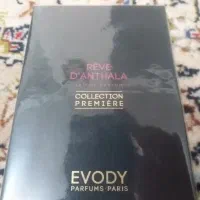 RÊVE
D'ANTHALA
COLLECTION
PREMIÈRE
EVODY
PARFUMS PARIS